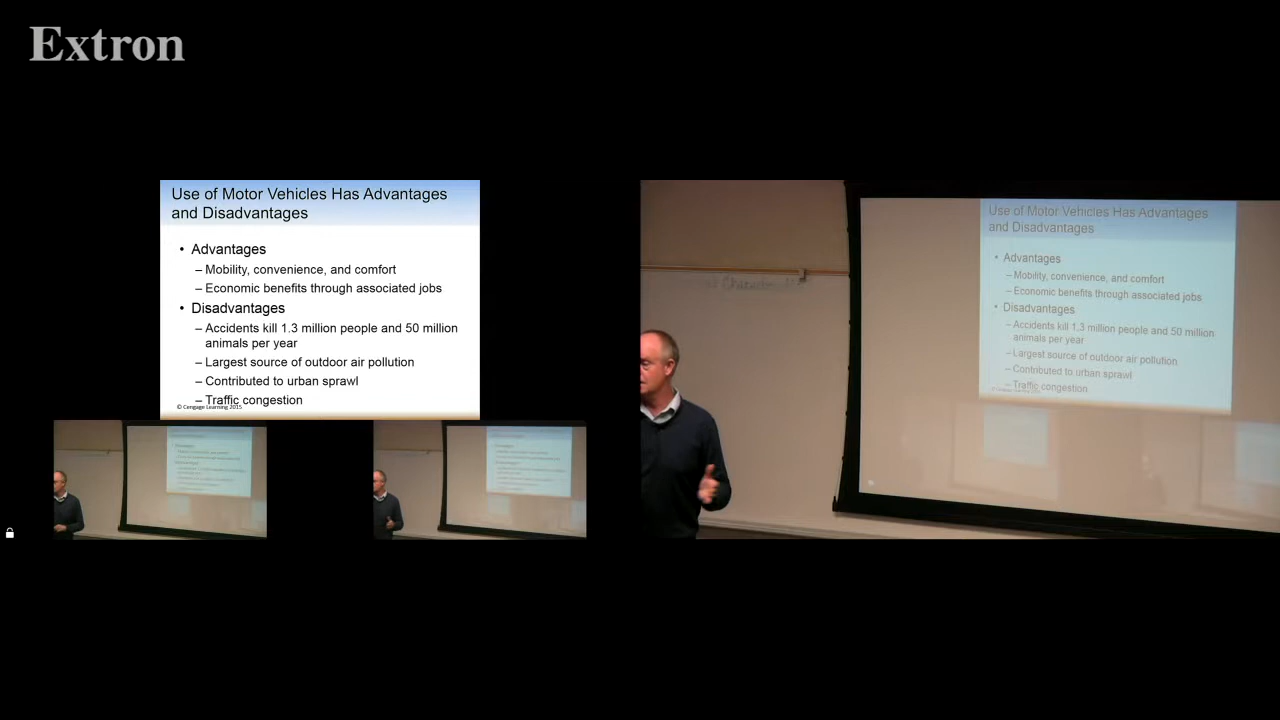 Extron
Use of Motor Vehicles Has Advantages
and Disadvantages
• Advantages
– Mobility, convenience, and comfort
– Economic benefits through associated jobs
• Disadvantages
– Accidents kill 1.3 million people and 50 million
animals per year
– Largest source of outdoor air pollution
– Contributed to urban sprawl
– Traffic congestion
© Cengage Learning 2015
Use of Motor Vehicles Has Advantages
and Disadvantages
• Advantages
– Mobility, convenience, and comfort
– Economic benefits through associated jobs
• Disadvantages
– Accidents kill 1.3 million people and 50 million
animals per year
– Largest source of outdoor air pollution
– Contributed to urban sprawl
– Traffic congestion